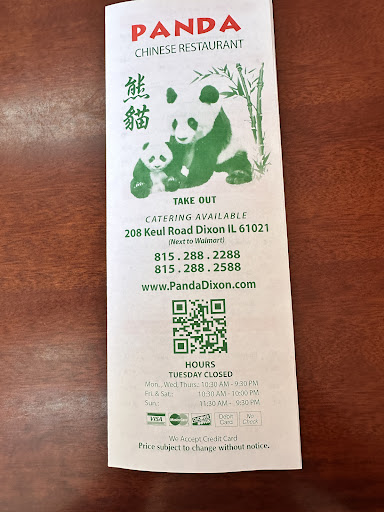 PANDA
CHINESE RESTAURANT
熊
貓
TAKE OUT
CATERING AVAILABLE
208 Keul Road Dixon IL 61021
(Next to Walmart)
815 . 288 . 2288
815 . 288 . 2588
www.PandaDixon.com
HOURS
TUESDAY CLOSED
Mon., Wed, Thurs.: 10:30 AM - 9:30 PM
Fri. & Sat.: 10:30 AM - 10:00 PM
Sun.: 11:30 AM - 9:30 PM
VISA Debit Card No Check
We Accept Credit Card
Price subject to change without notice.